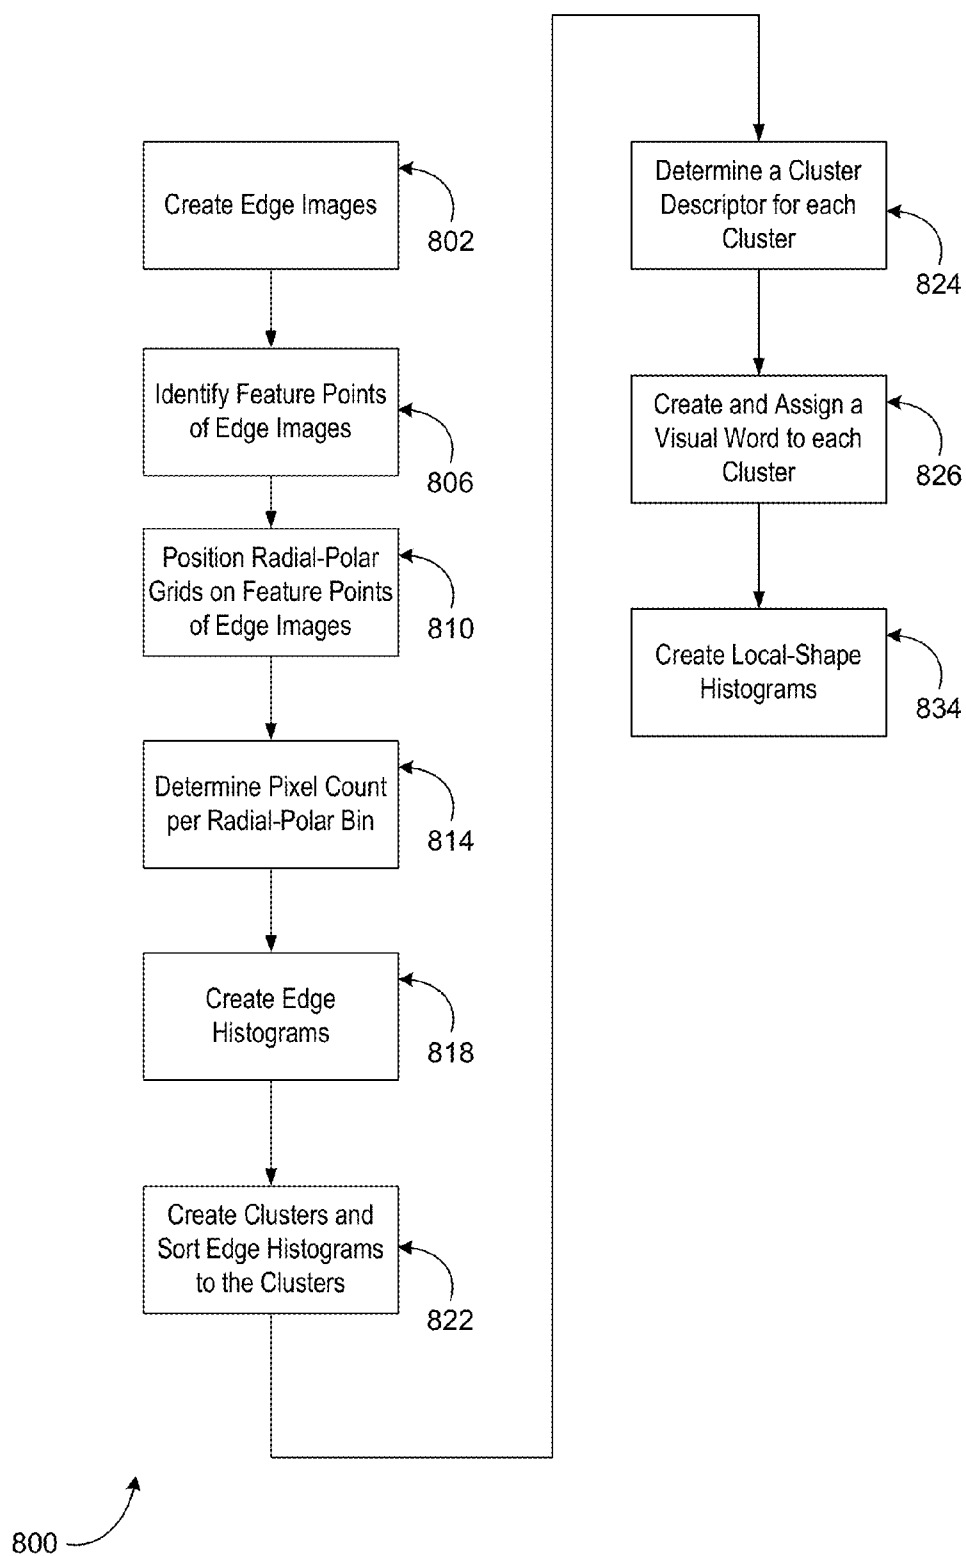 Create Edge Images
802
Identify Feature Points
of Edge Images
806
Position Radial-Polar
Grids on Feature Points
of Edge Images
810
Determine Pixel Count
per Radial-Polar Bin
814
Create Edge
Histograms
818
Create Clusters and
Sort Edge Histograms
to the Clusters
822
Determine a Cluster
Descriptor for each
Cluster
824
Create and Assign a
Visual Word to each
Cluster
826
Create Local-Shape
Histograms
834
800